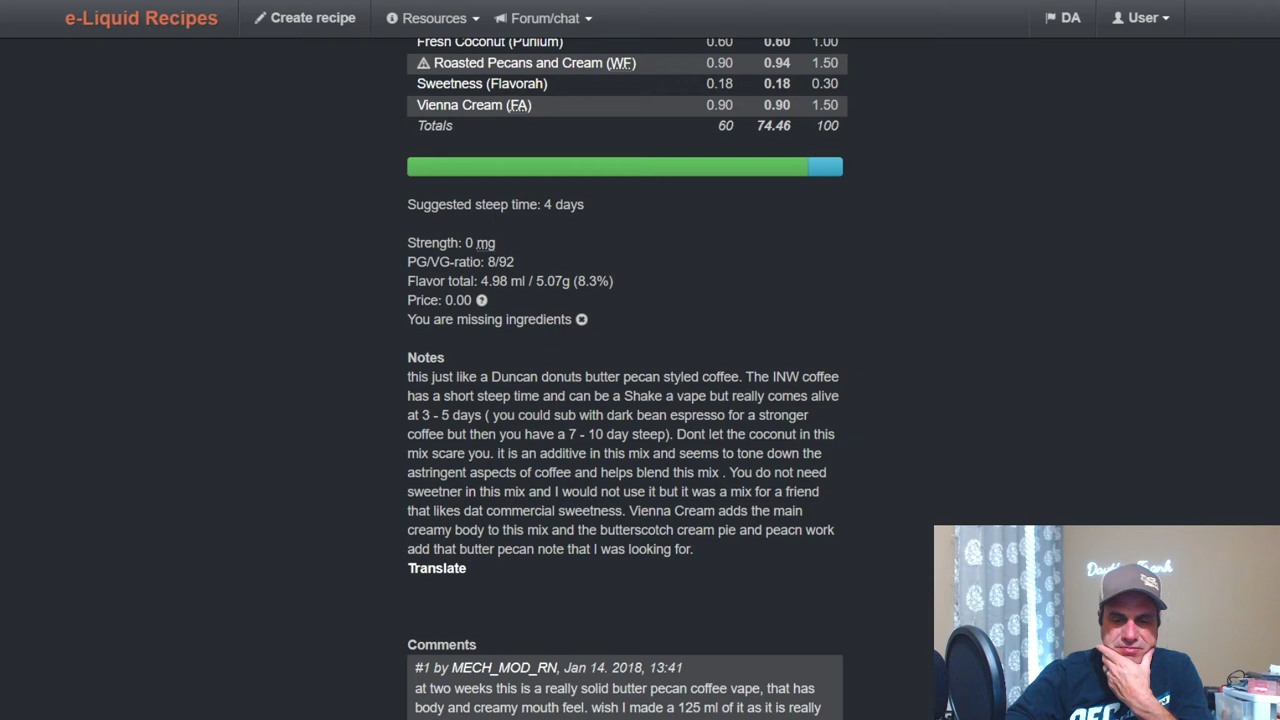 e-Liquid Recipes Create recipe Resources Forum/chat DA User
Fresh Coconut (Purilum) 0.60 0.60 1.00
Roasted Pecans and Cream (WF) 0.90 0.94 1.50
Sweetness (Flavorah) 0.18 0.18 0.30
Vienna Cream (FA) 0.90 0.90 1.50
Totals 60 74.46 100
Suggested steep time: 4 days
Strength: 0 mg
PG/VG-ratio: 8/92
Flavor total: 4.98 ml / 5.07g (8.3%)
Price: 0.00
You are missing ingredients
Notes
this just like a Duncan donuts butter pecan styled coffee. The INW coffee
has a short steep time and can be a Shake a vape but really comes alive
at 3 - 5 days ( you could sub with dark bean espresso for a stronger
coffee but then you have a 7 - 10 day steep). Dont let the coconut in this
mix scare you. it is an additive in this mix and seems to tone down the
astringent aspects of coffee and helps blend this mix . You do not need
sweetner in this mix and I would not use it but it was a mix for a friend
that likes dat commercial sweetness. Vienna Cream adds the main
creamy body to this mix and the butterscotch cream pie and peacn work
add that butter pecan note that I was looking for.
Translate
Comments
#1 by MECH_MOD_RN, Jan 14. 2018, 13:41
at two weeks this is a really solid butter pecan coffee vape, that has
body and creamy mouth feel. wish I made a 125 ml of it as it is really